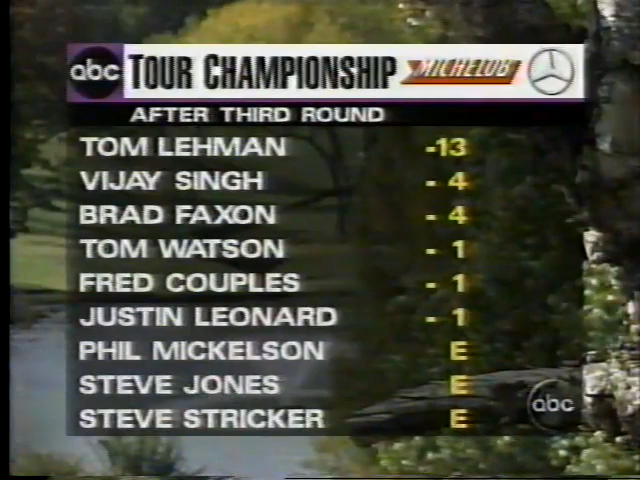 abc TOUR CHAMPIONSHIP MICHELOB
AFTER THIRD ROUND
TOM LEHMAN -13
VIJAY SINGH - 4
BRAD FAXON - 4
TOM WATSON - 1
FRED COUPLES - 1
JUSTIN LEONARD - 1
PHIL MICKELSON E
STEVE JONES E
STEVE STRICKER E
abc